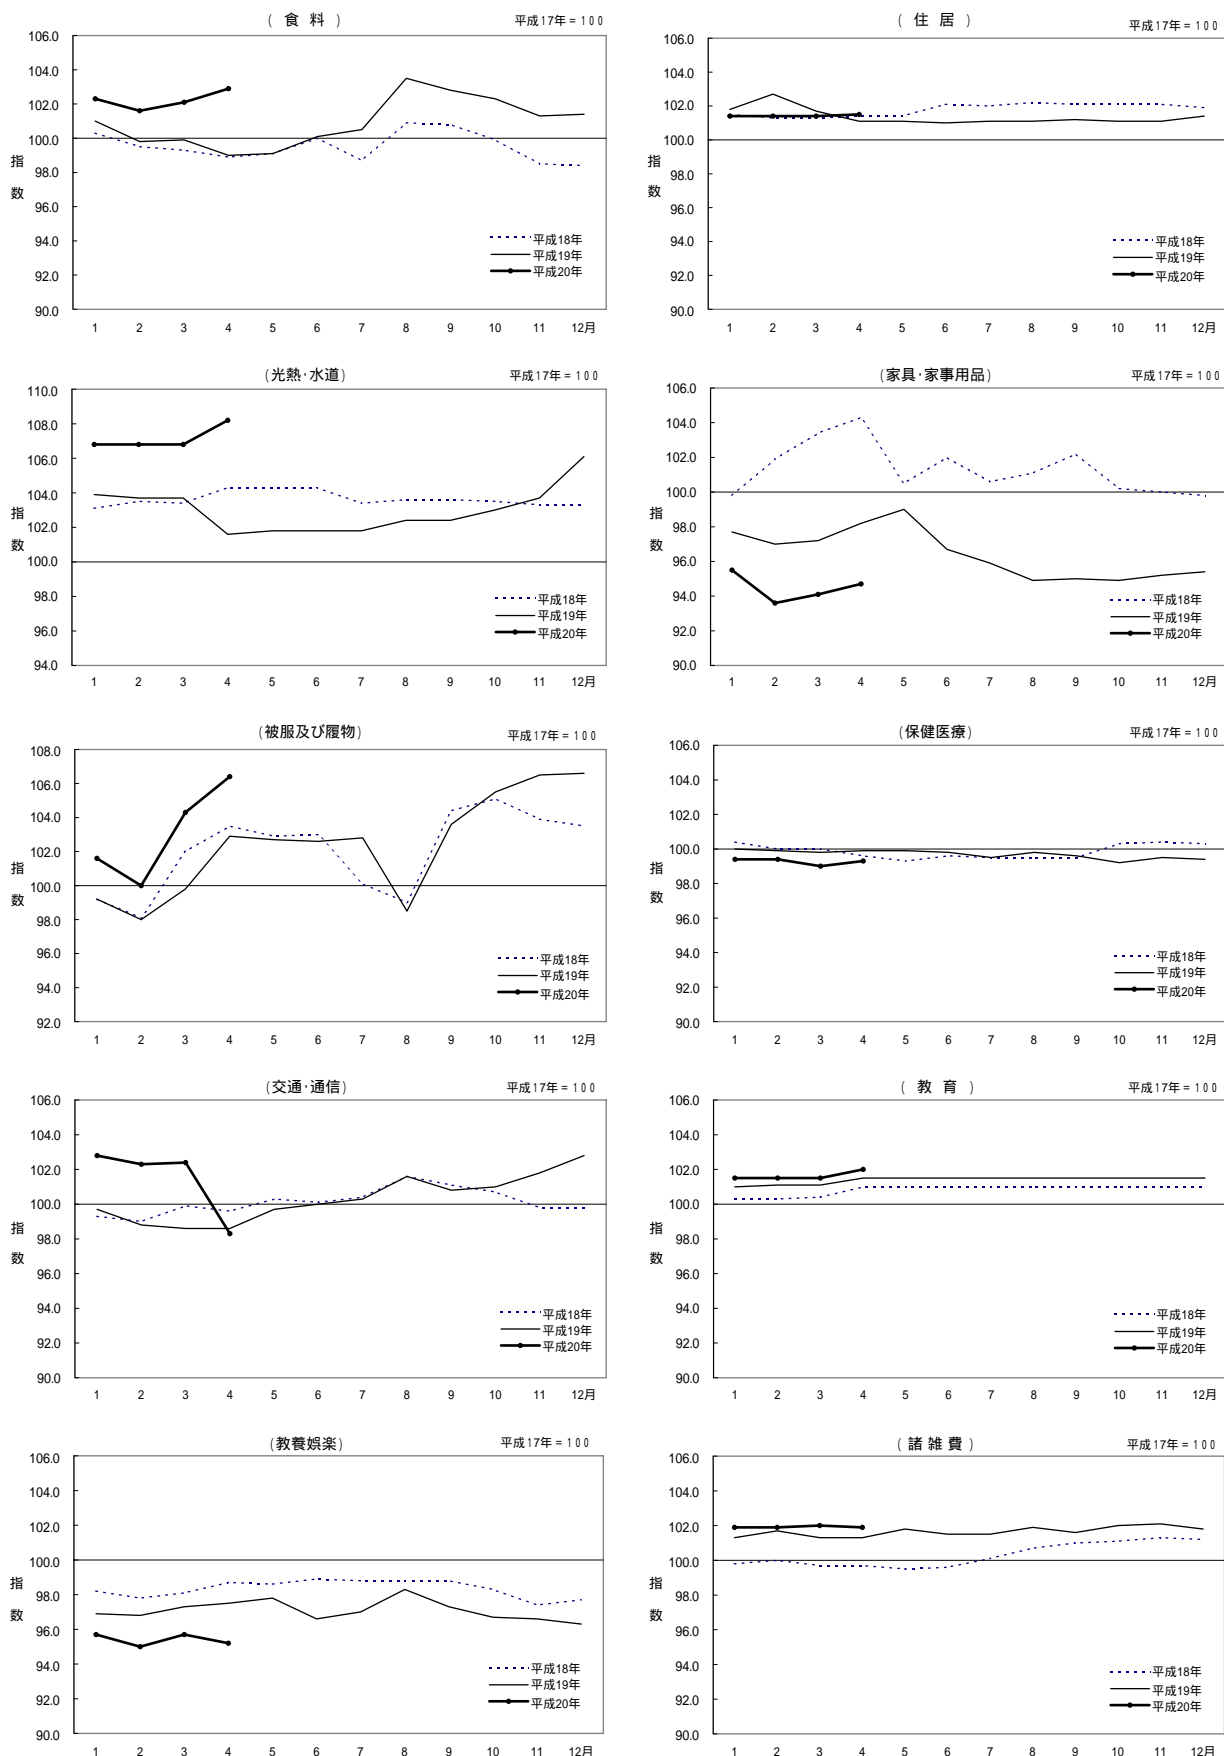 ( 食 料 )
平成17年＝100
106.0
104.0
102.0
100.0
98.0
96.0
94.0
92.0
90.0
指
数
平成18年
平成19年
平成20年
1 2 3 4 5 6 7 8 9 10 11 12月
( 住 居 )
平成17年＝100
106.0
104.0
102.0
100.0
98.0
96.0
94.0
92.0
90.0
指
数
平成18年
平成19年
平成20年
1 2 3 4 5 6 7 8 9 10 11 12月
(光熱･水道)
平成17年＝100
110.0
108.0
106.0
104.0
102.0
100.0
98.0
96.0
94.0
指
数
平成18年
平成19年
平成20年
1 2 3 4 5 6 7 8 9 10 11 12月
(家具･家事用品)
平成17年＝100
106.0
104.0
102.0
100.0
98.0
96.0
94.0
92.0
90.0
指
数
平成18年
平成19年
平成20年
1 2 3 4 5 6 7 8 9 10 11 12月
(被服及び履物)
平成17年＝100
108.0
106.0
104.0
102.0
100.0
98.0
96.0
94.0
92.0
指
数
平成18年
平成19年
平成20年
1 2 3 4 5 6 7 8 9 10 11 12月
(保健医療)
平成17年＝100
106.0
104.0
102.0
100.0
98.0
96.0
94.0
92.0
90.0
指
数
平成18年
平成19年
平成20年
1 2 3 4 5 6 7 8 9 10 11 12月
(交通･通信)
平成17年＝100
106.0
104.0
102.0
100.0
98.0
96.0
94.0
92.0
90.0
指
数
平成18年
平成19年
平成20年
1 2 3 4 5 6 7 8 9 10 11 12月
( 教 育 )
平成17年＝100
106.0
104.0
102.0
100.0
98.0
96.0
94.0
92.0
90.0
指
数
平成18年
平成19年
平成20年
1 2 3 4 5 6 7 8 9 10 11 12月
(教養娯楽)
平成17年＝100
106.0
104.0
102.0
100.0
98.0
96.0
94.0
92.0
90.0
指
数
平成18年
平成19年
平成20年
1 2 3 4 5 6 7 8 9 10 11 12月
( 諸 雑 費 )
平成17年＝100
106.0
104.0
102.0
100.0
98.0
96.0
94.0
92.0
90.0
指
数
平成18年
平成19年
平成20年
1 2 3 4 5 6 7 8 9 10 11 12月